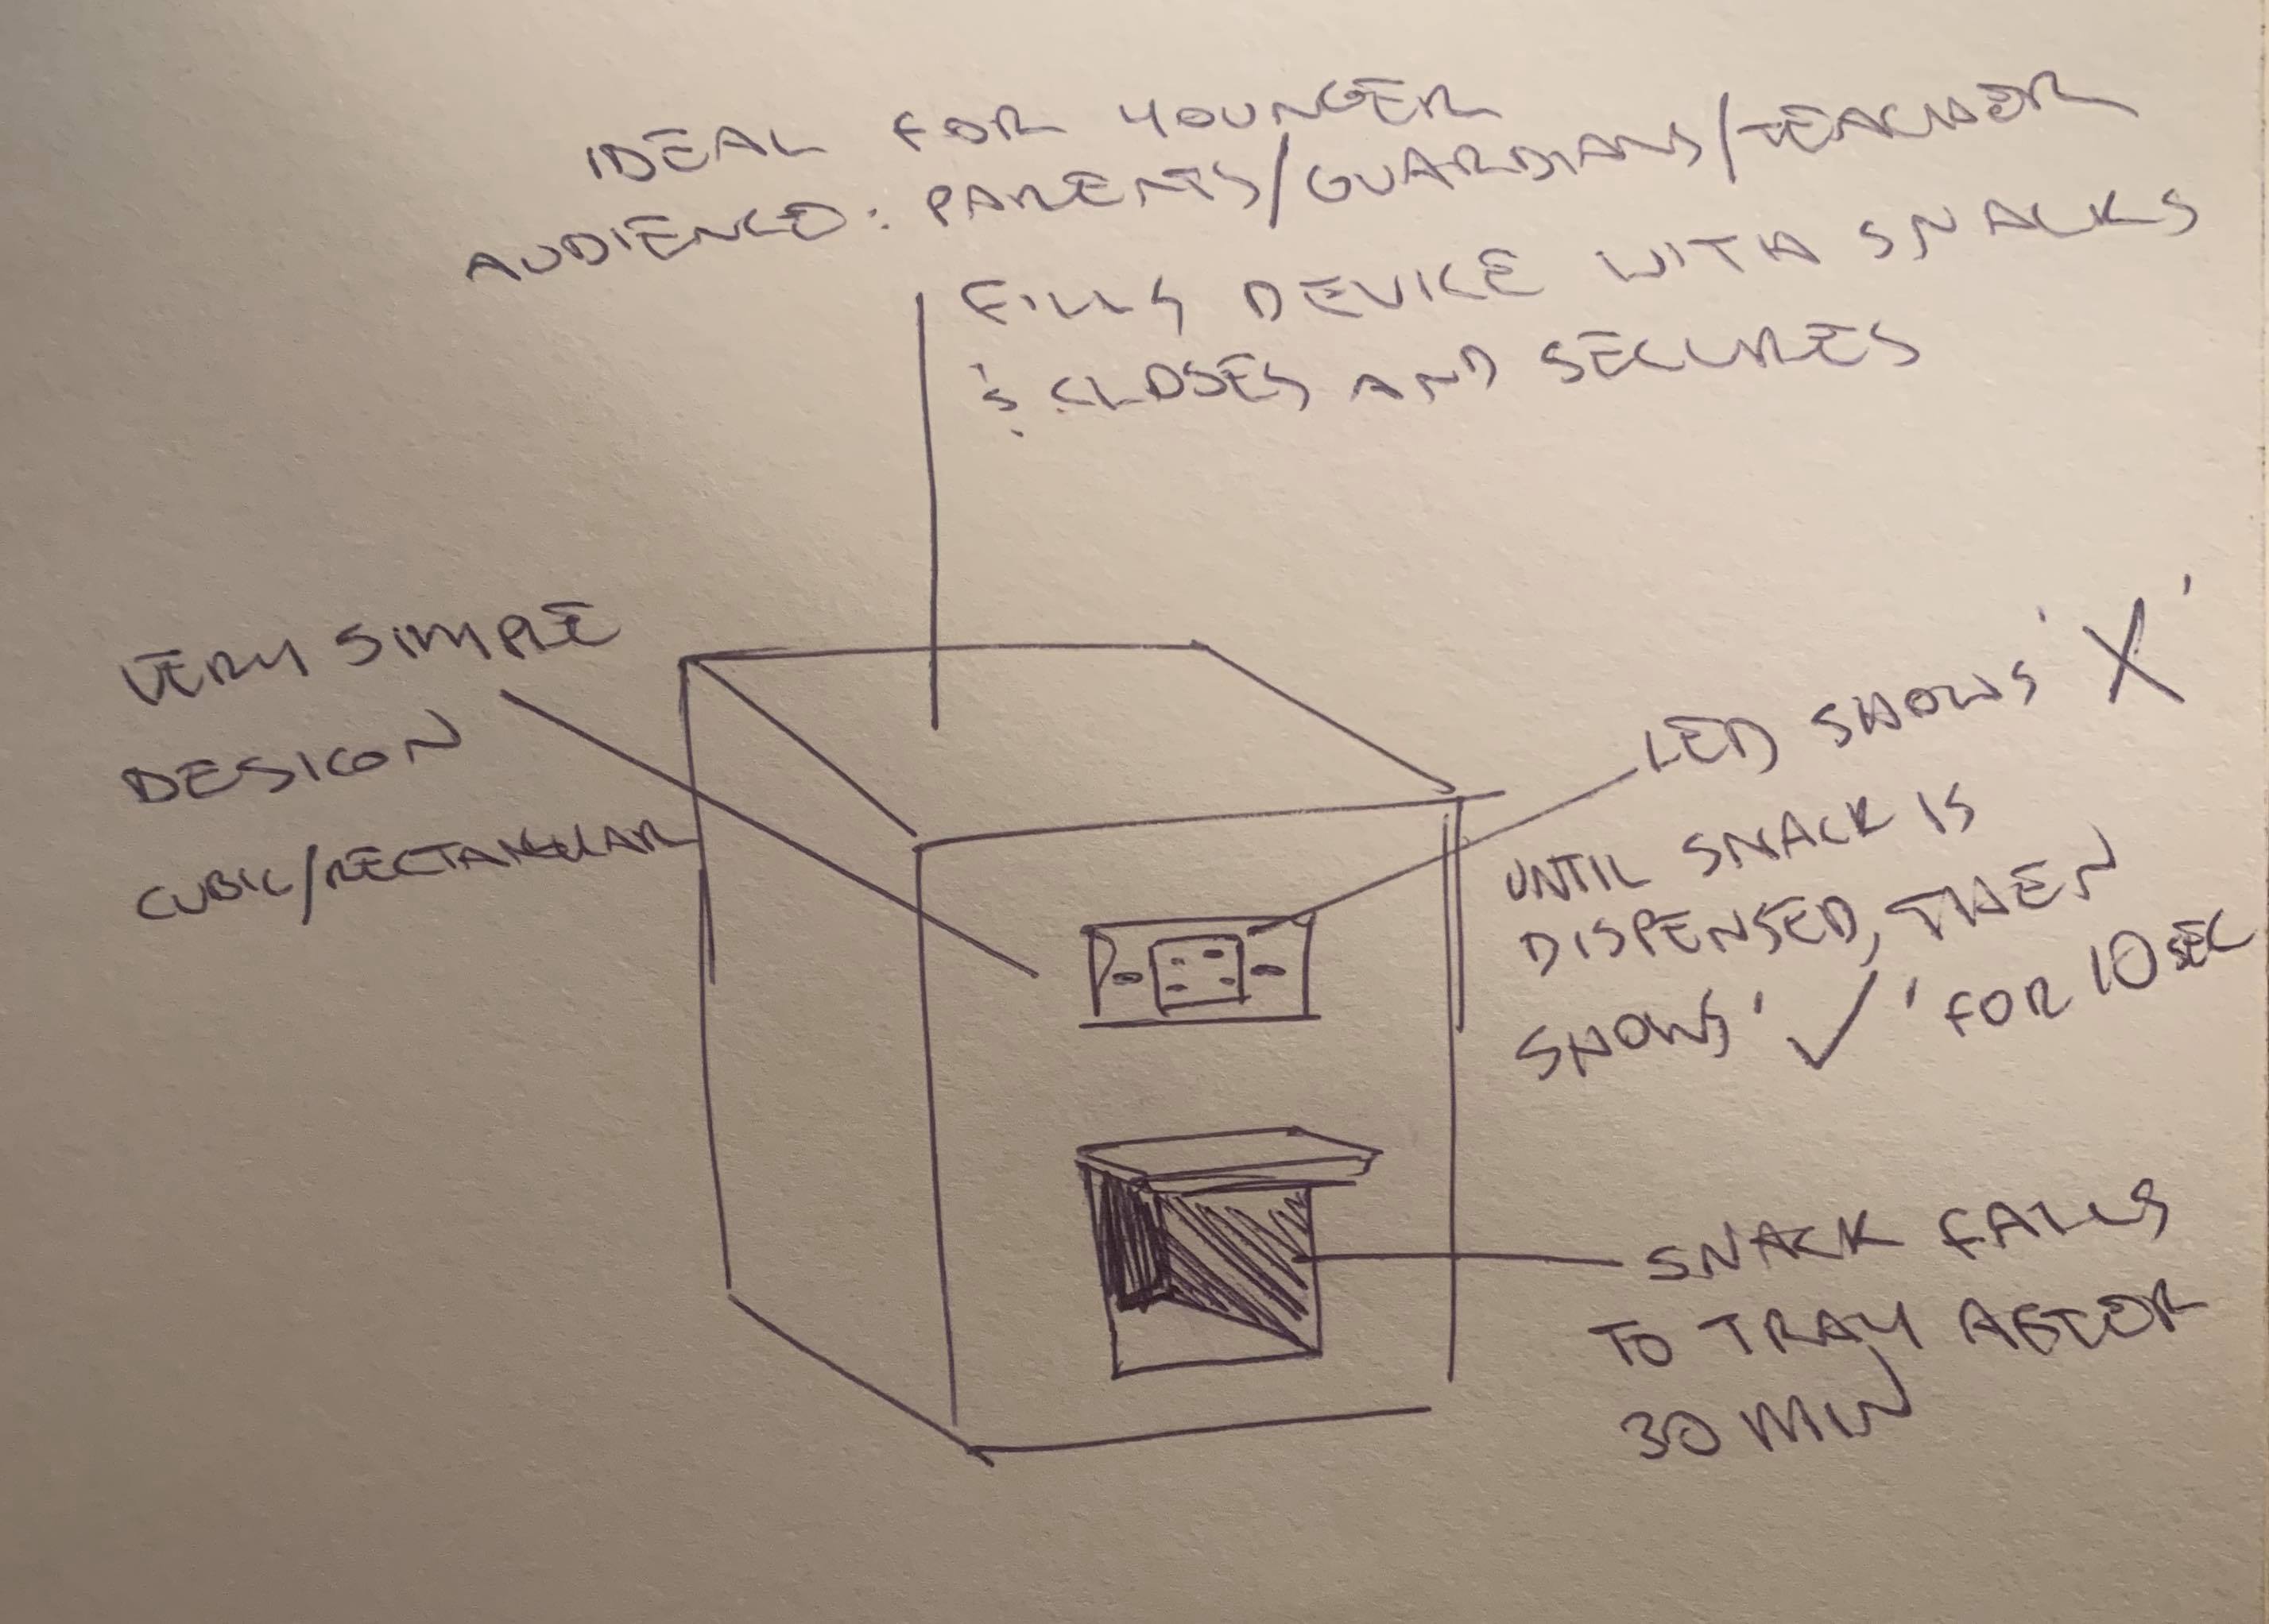 IDEAL FOR YOUNGER
AUDIENCE: PARENTS/GUARDIANS/TEACHER
FILLS DEVICE WITH SNACKS
& CLOSES AND SECURES
VERY SIMPLE
DESIGN
CUBIC/RECTANGULAR
LED SHOWS 'X'
UNTIL SNACK IS
DISPENSED, THEN
SHOWS '✓' FOR 10 SEC
SNACK FALLS
TO TRAY AFTER
30 MIN